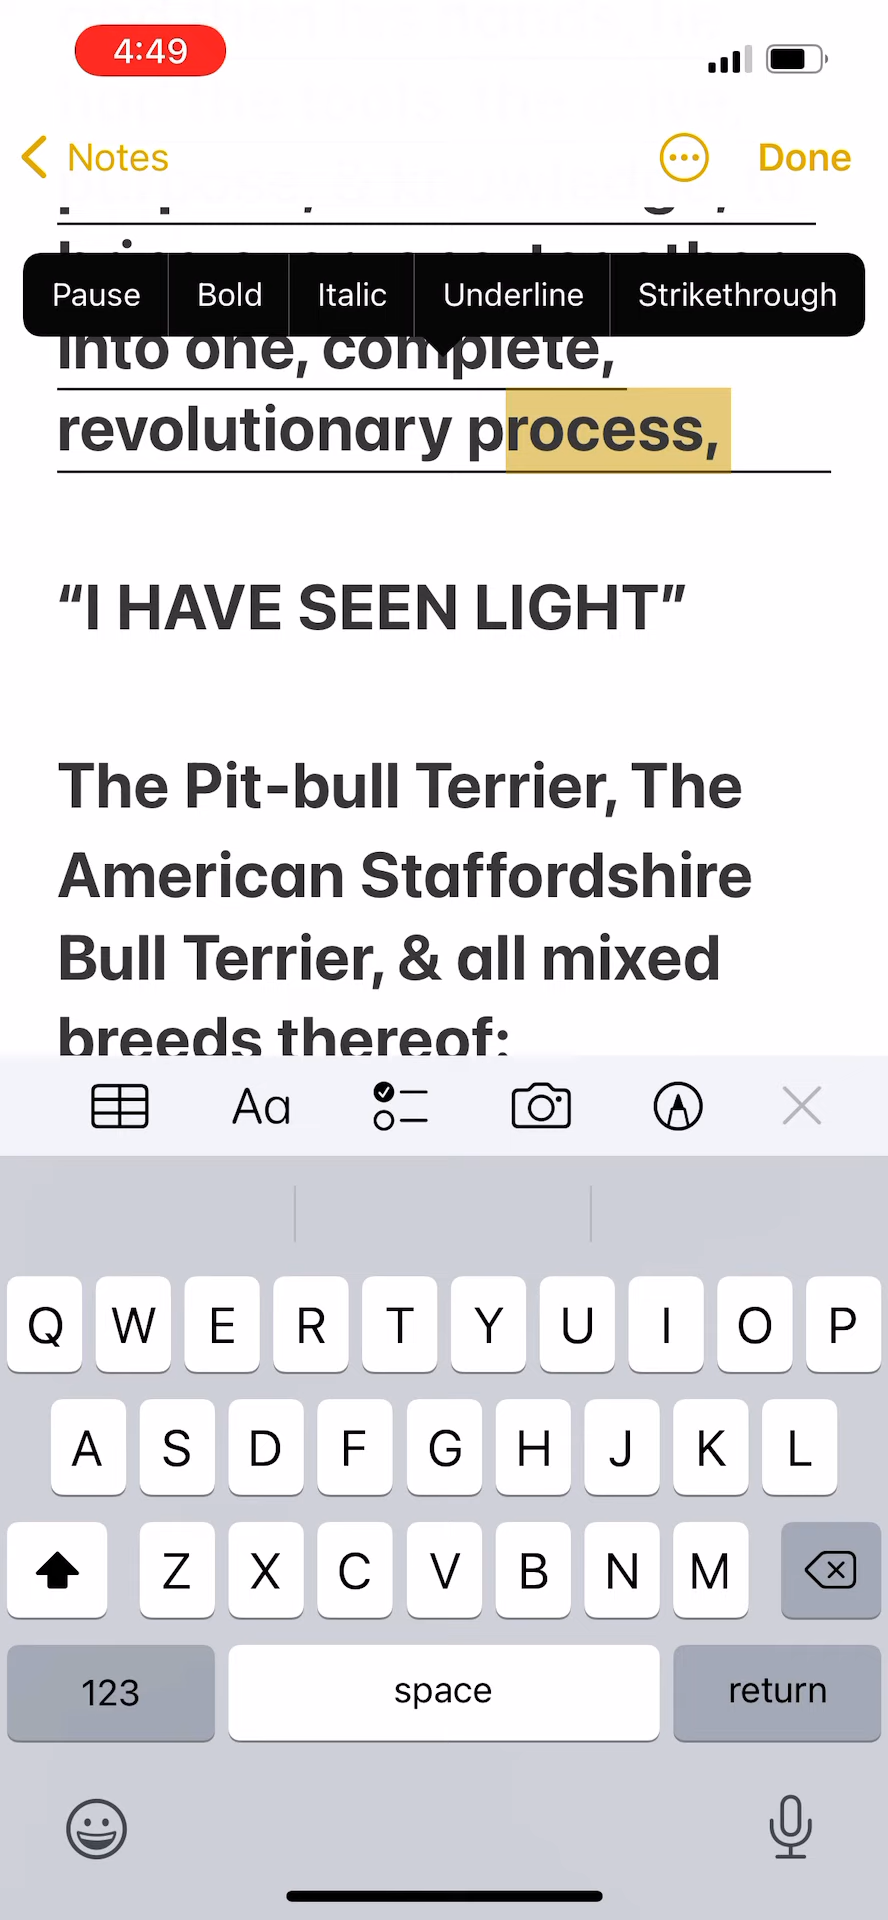 4:49
Notes
Done
Pause Bold Italic Underline Strikethrough
into one, complete,
revolutionary process,
“I HAVE SEEN LIGHT”
The Pit-bull Terrier, The
American Staffordshire
Bull Terrier, & all mixed
breeds thereof:
Aa
Q W E R T Y U I O P
A S D F G H J K L
Z X C V B N M
123 space return